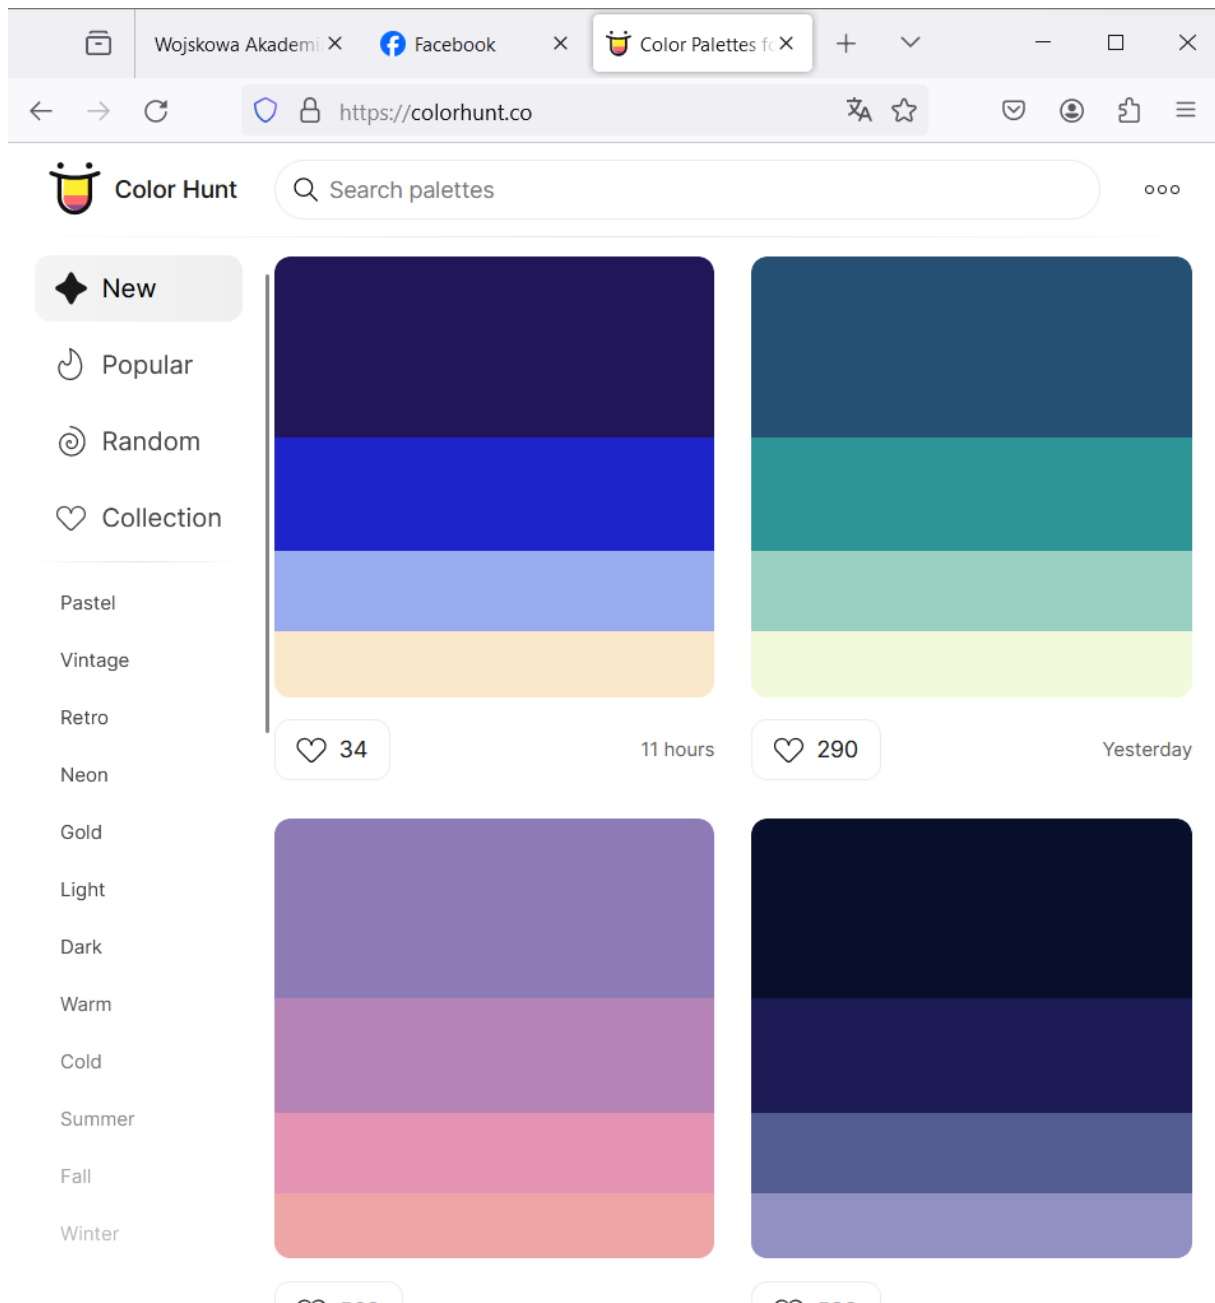 Wojskowa Akademi
Facebook
Color Palettes fo
https://colorhunt.co
Color Hunt
Search palettes
New
Popular
Random
Collection
Pastel
Vintage
Retro
Neon
Gold
Light
Dark
Warm
Cold
Summer
Fall
Winter
34
11 hours
290
Yesterday